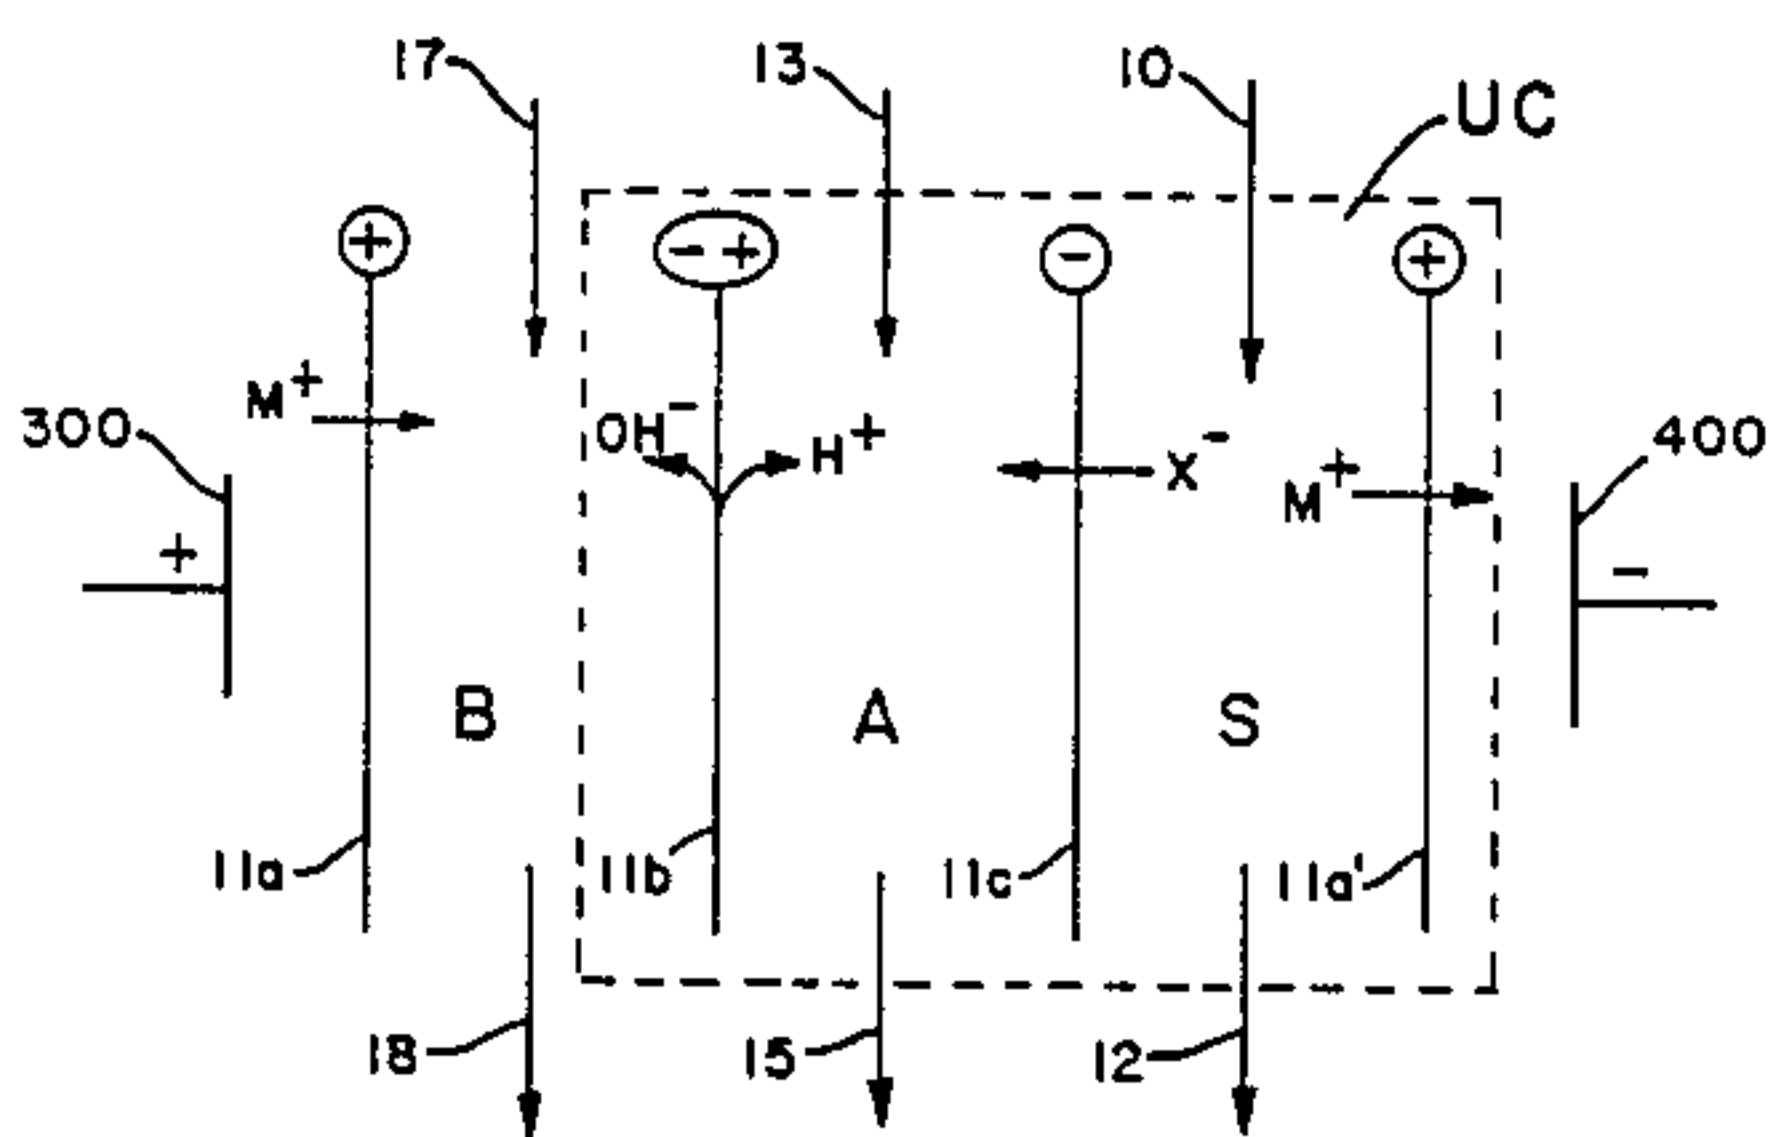 17 13 10 UC
+ - + - +
M+ OH- H+ X- M+
300 400
+ -
B A S
11a 11b 11c 11a'
18 15 12